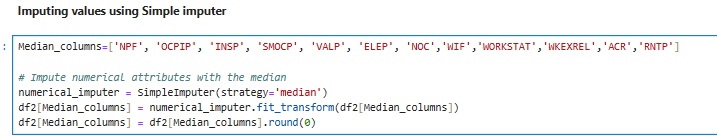 Imputing values using Simple imputer
: Median_columns=['NPF', 'OCPIP', 'INSP', 'SMOCP', 'VALP', 'ELEP', 'NOC','WIF','WORKSTAT','WKEXREL','ACR','RNTP']
# Impute numerical attributes with the median
numerical_imputer = SimpleImputer(strategy='median')
df2[Median_columns] = numerical_imputer.fit_transform(df2[Median_columns])
df2[Median_columns] = df2[Median_columns].round(0)